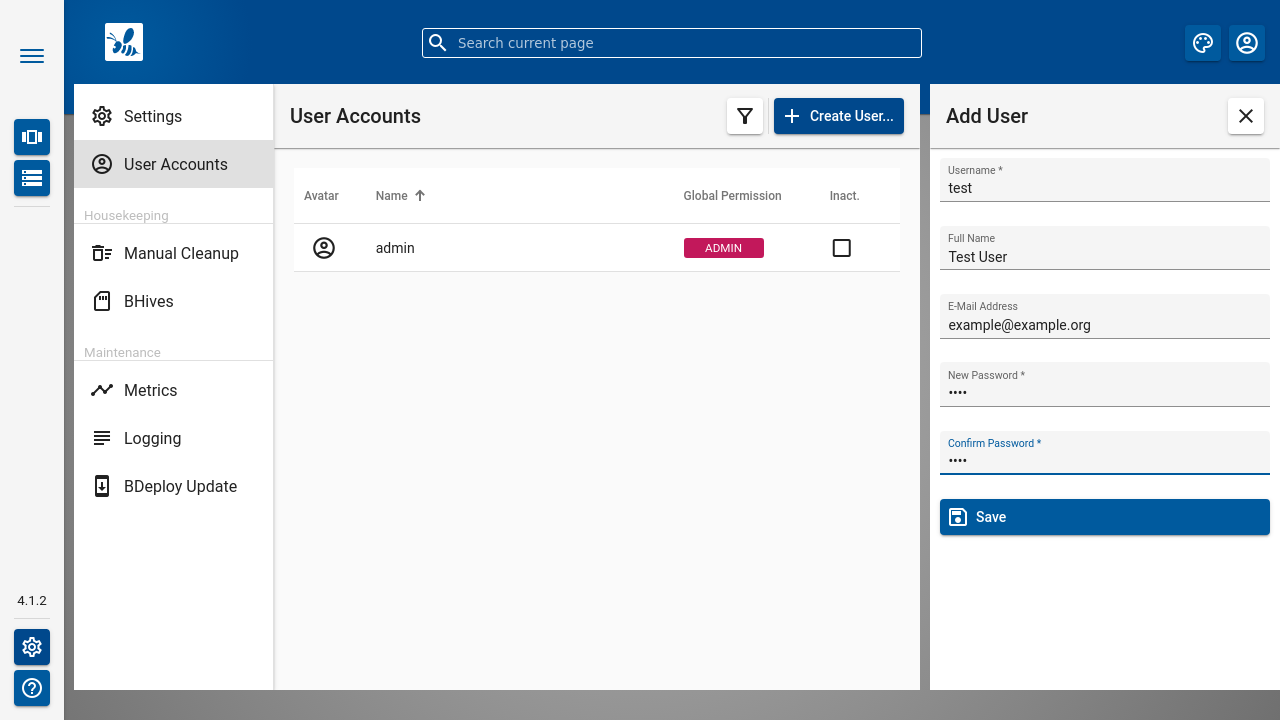 Search current page
Settings
User Accounts
Housekeeping
Manual Cleanup
BHives
Maintenance
Metrics
Logging
BDeploy Update
4.1.2
User Accounts
Create User...
Avatar
Name
Global Permission
Inact.
admin
ADMIN
Add User
Username *
test
Full Name
Test User
E-Mail Address
example@example.org
New Password *
••••
Confirm Password *
••••
Save